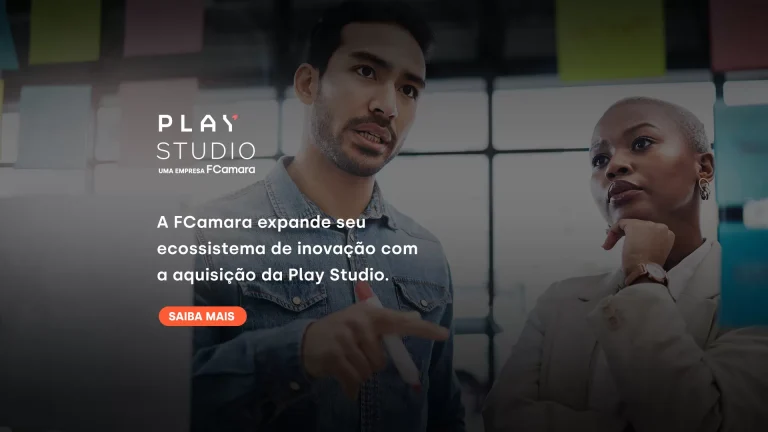 PLAY
STUDIO
UMA EMPRESA FCamara
A FCamara expande seu
ecossistema de inovação com
a aquisição da Play Studio.
SAIBA MAIS